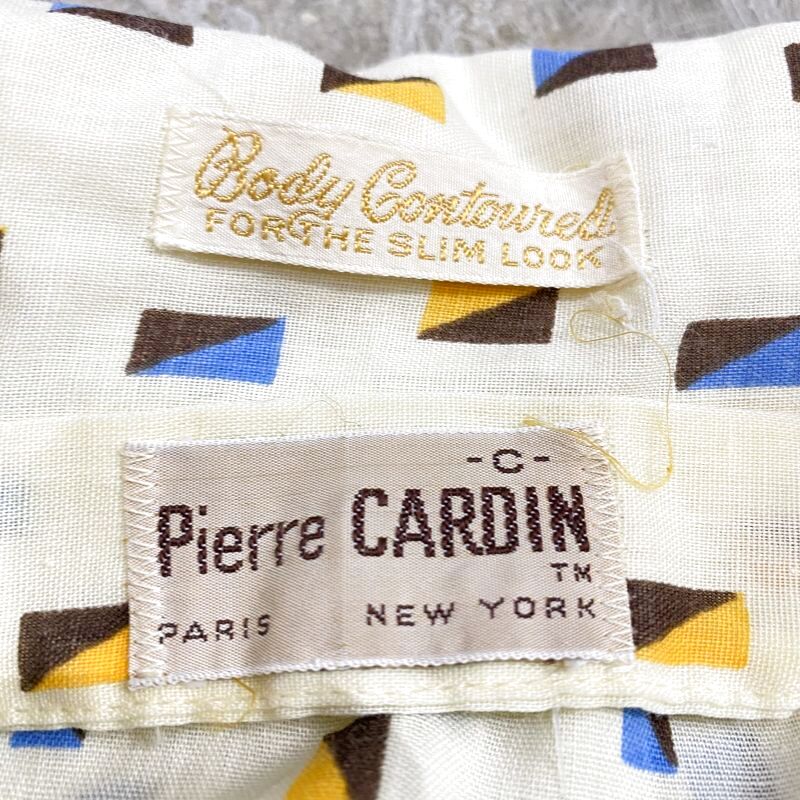 Body Contoured
FOR THE SLIM LOOK
-C-
Pierre CARDIN
TM
PARIS NEW YORK